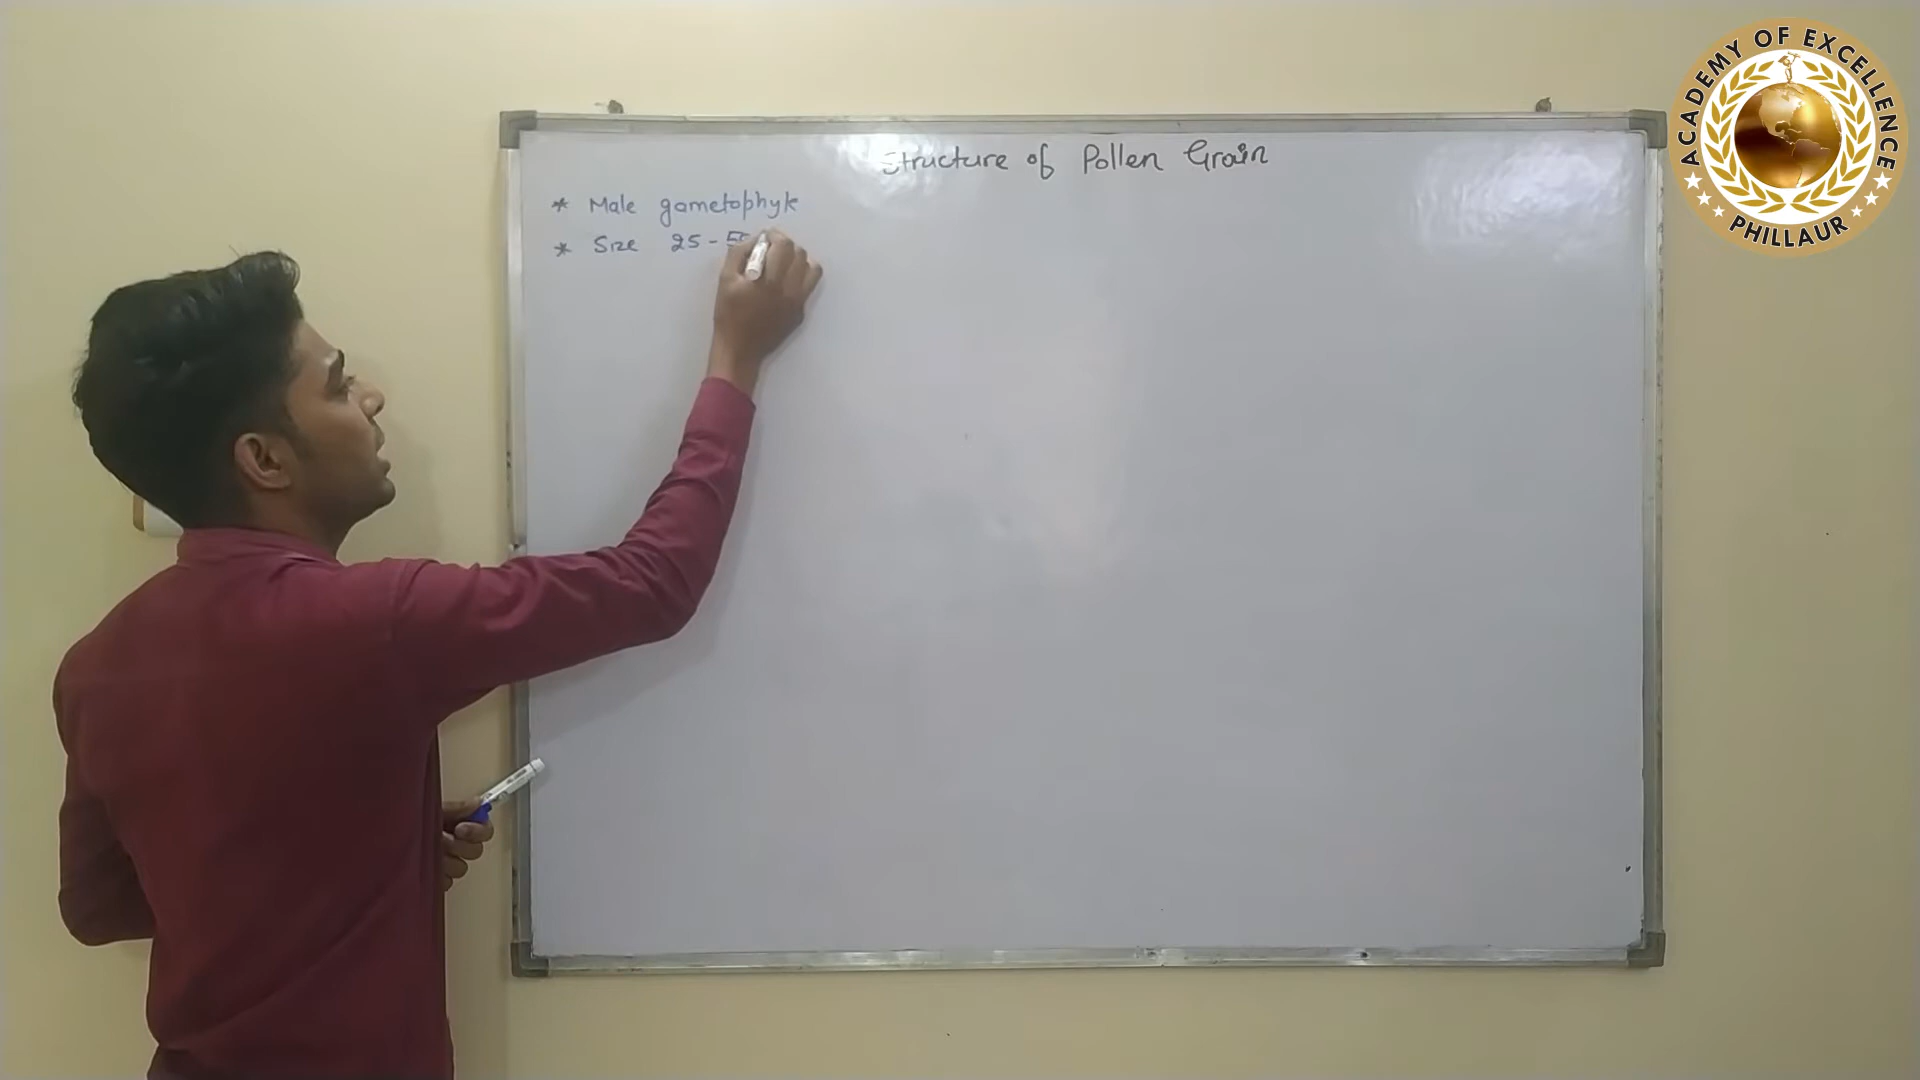 Structure of Pollen Grain
* Male gametophyte
* Size 25-
ACADEMY OF EXCELLENCE
PHILLAUR